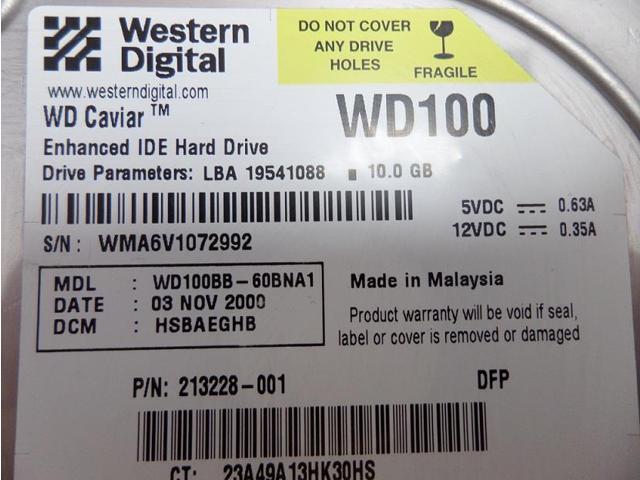 Western
Digital
DO NOT COVER
ANY DRIVE
HOLES
FRAGILE
www.westerndigital.com
WD Caviar™
WD100
Enhanced IDE Hard Drive
Drive Parameters: LBA 19541088 ■ 10.0 GB
5VDC ⎓ 0.63A
12VDC ⎓ 0.35A
S/N: WMA6V1072992
MDL : WD100BB-60BNA1
DATE : 03 NOV 2000
DCM : HSBAEGHB
Made in Malaysia
Product warranty will be void if seal,
label or cover is removed or damaged
P/N: 213228-001
DFP
CT: 23A49A13HK30HS